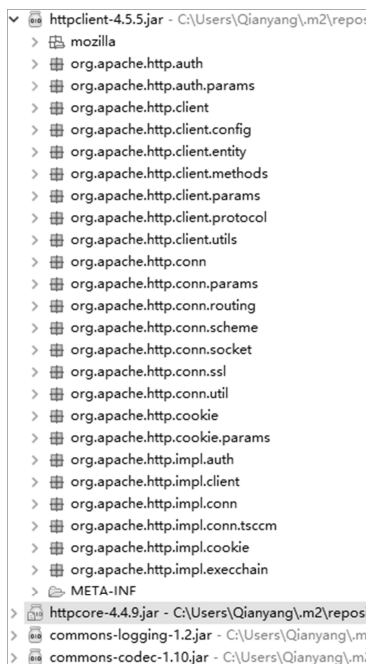 httpclient-4.5.5.jar - C:\Users\Qianyang\.m2\repos
mozilla
org.apache.http.auth
org.apache.http.auth.params
org.apache.http.client
org.apache.http.client.config
org.apache.http.client.entity
org.apache.http.client.methods
org.apache.http.client.params
org.apache.http.client.protocol
org.apache.http.client.utils
org.apache.http.conn
org.apache.http.conn.params
org.apache.http.conn.routing
org.apache.http.conn.scheme
org.apache.http.conn.socket
org.apache.http.conn.ssl
org.apache.http.conn.util
org.apache.http.cookie
org.apache.http.cookie.params
org.apache.http.impl.auth
org.apache.http.impl.client
org.apache.http.impl.conn
org.apache.http.impl.conn.tsccm
org.apache.http.impl.cookie
org.apache.http.impl.execchain
META-INF
httpcore-4.4.9.jar - C:\Users\Qianyang\.m2\reposi
commons-logging-1.2.jar - C:\Users\Qianyang\.m
commons-codec-1.10.jar - C:\Users\Qianyang\.m2